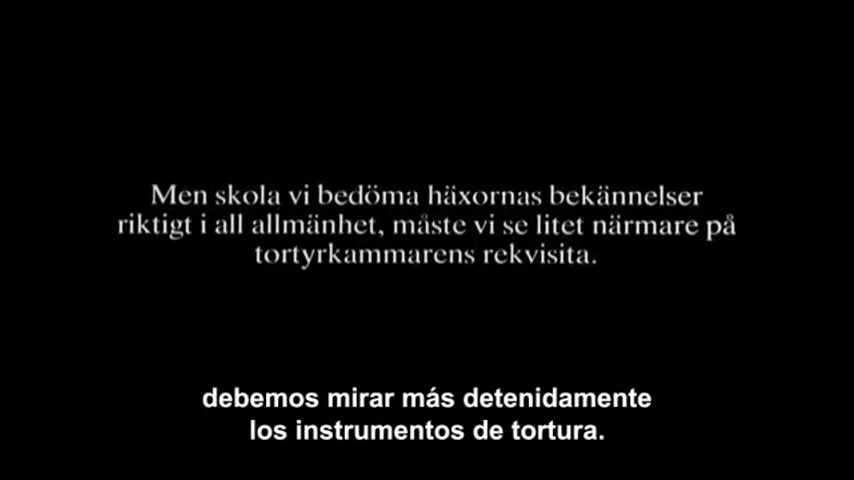 Men skola vi bedöma häxornas bekännelser
riktigt i all allmänhet, måste vi se litet närmare på
tortyrkammarens rekvisita.
debemos mirar más detenidamente
los instrumentos de tortura.